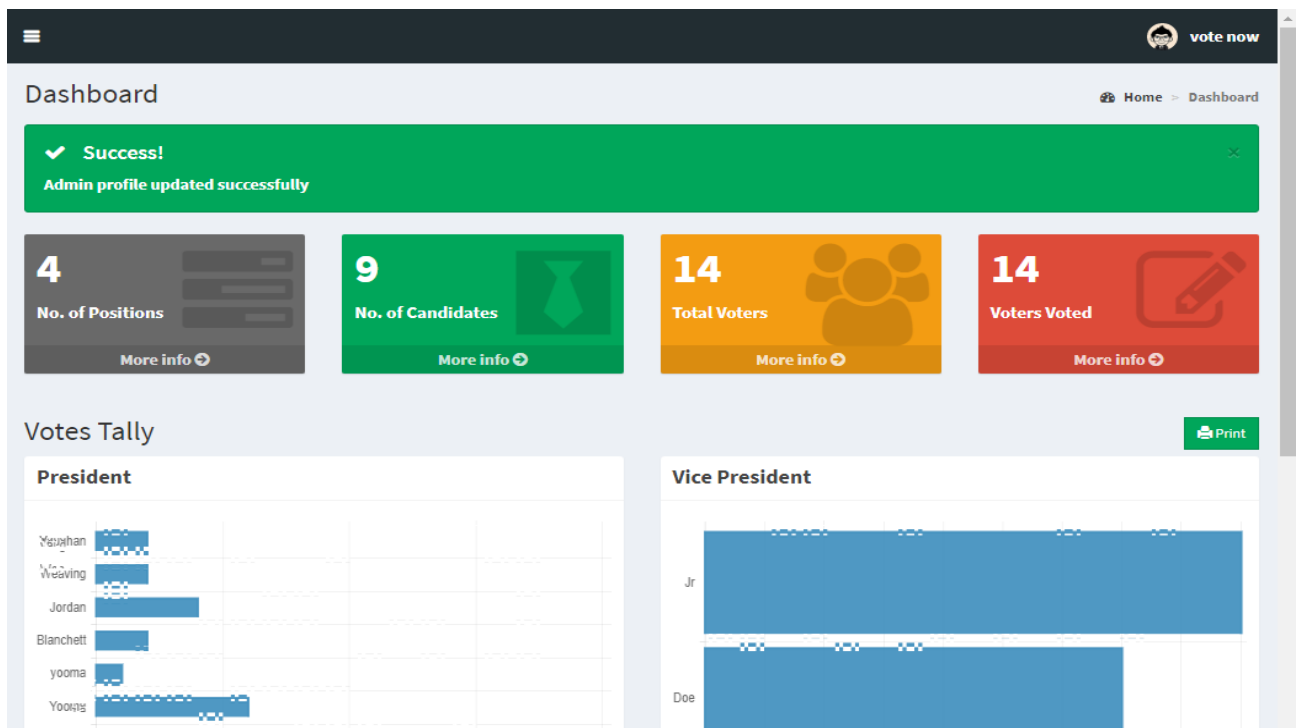 vote now
Dashboard
Home > Dashboard
Success!
×
Admin profile updated successfully
4
No. of Positions
More info
9
No. of Candidates
More info
14
Total Voters
More info
14
Voters Voted
More info
Votes Tally
Print
President
Jordan
Blanchett
yooma
Vice President
Jr
Doe